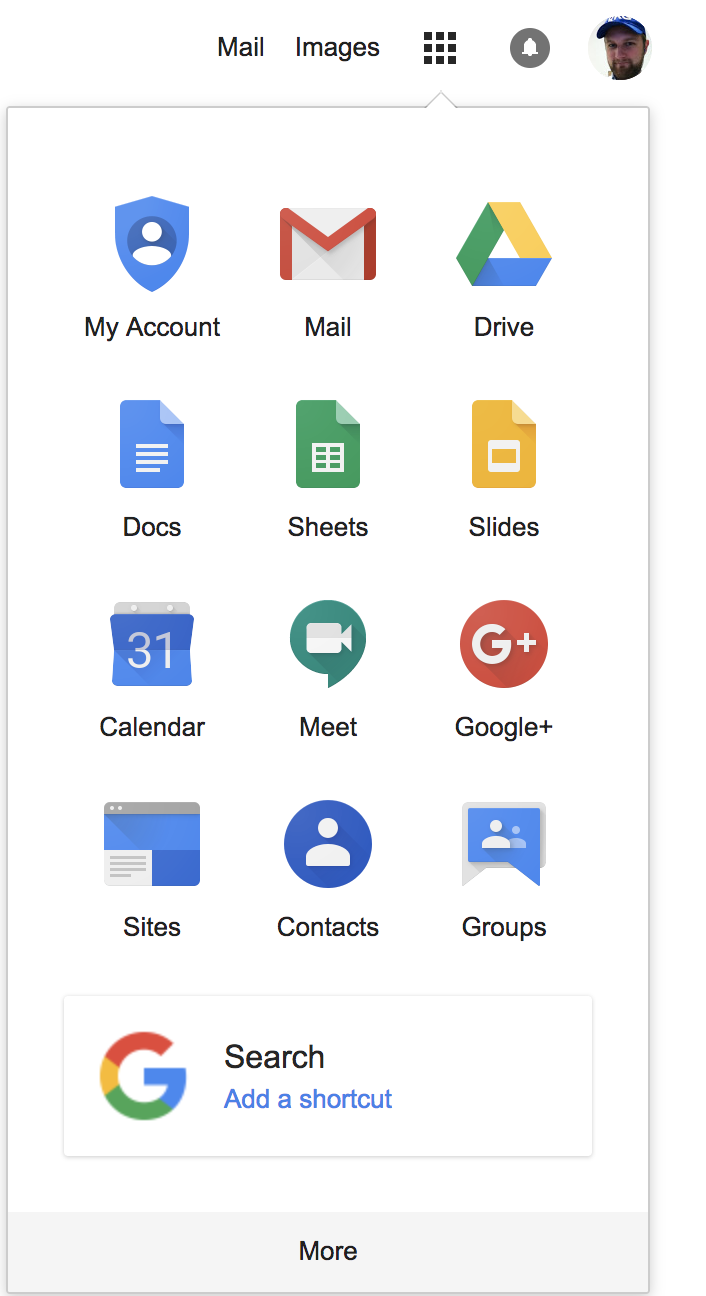 Mail Images
My Account Mail Drive
Docs Sheets Slides
31
G+
Calendar Meet Google+
Sites Contacts Groups
G
Search
Add a shortcut
More